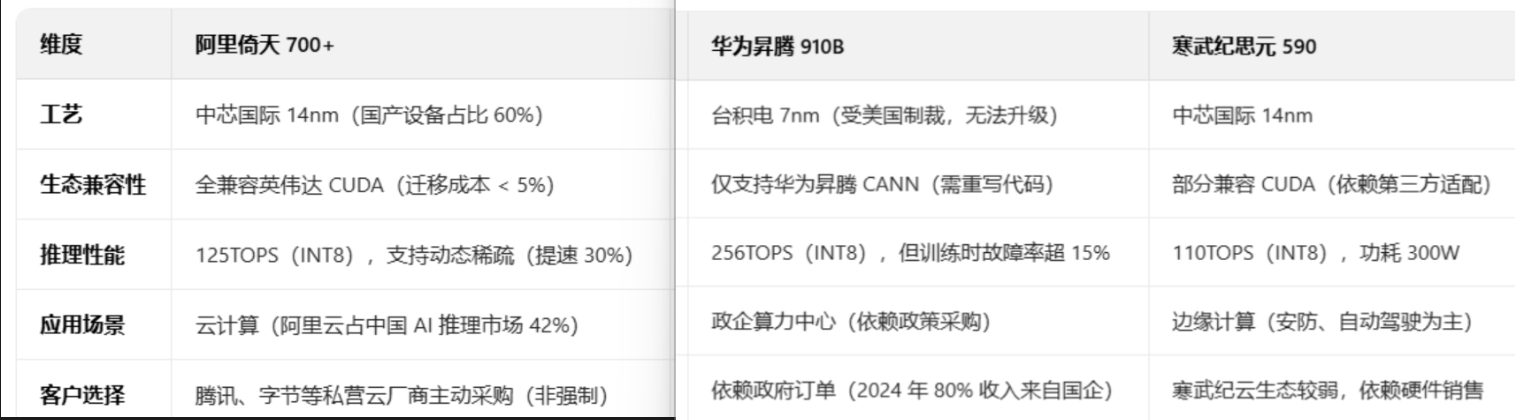 维度 阿里倚天 700+ 华为昇腾 910B 寒武纪思元 590
工艺 中芯国际 14nm（国产设备占比 60%） 台积电 7nm（受美国制裁，无法升级） 中芯国际 14nm
生态兼容性 全兼容英伟达 CUDA（迁移成本 < 5%） 仅支持华为昇腾 CANN（需重写代码） 部分兼容 CUDA（依赖第三方适配）
推理性能 125TOPS（INT8），支持动态稀疏（提速 30%） 256TOPS（INT8），但训练时故障率超 15% 110TOPS（INT8），功耗 300W
应用场景 云计算（阿里云占中国 AI 推理市场 42%） 政企算力中心（依赖政策采购） 边缘计算（安防、自动驾驶为主）
客户选择 腾讯、字节等私营云厂商主动采购（非强制） 依赖政府订单（2024 年 80% 收入来自国企） 寒武纪云生态较弱，依赖硬件销售